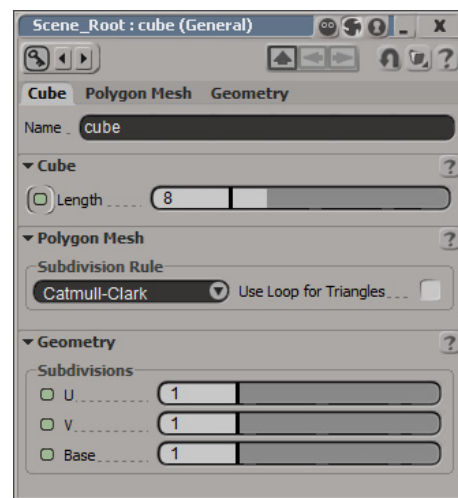 Scene_Root : cube (General)
X
?
Cube Polygon Mesh Geometry
Name cube
Cube ?
Length 8
Polygon Mesh ?
Subdivision Rule
Catmull-Clark Use Loop for Triangles
Geometry ?
Subdivisions
U 1
V 1
Base 1